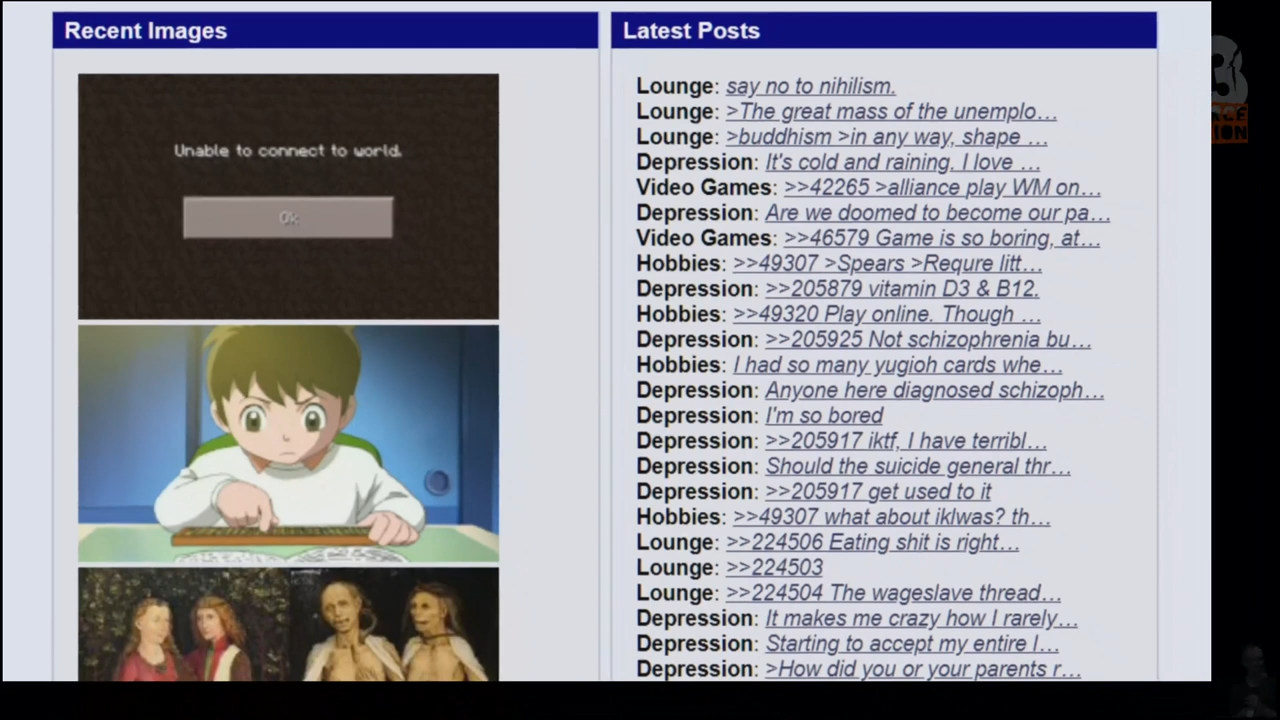 Recent Images
Unable to connect to world.
Ok
Latest Posts
Lounge: say no to nihilism.
Lounge: >The great mass of the unemplo…
Lounge: >buddhism >in any way, shape …
Depression: It's cold and raining. I love …
Video Games: >>42265 >alliance play WM on…
Depression: Are we doomed to become our pa…
Video Games: >>46579 Game is so boring, at…
Hobbies: >>49307 >Spears >Requre litt…
Depression: >>205879 vitamin D3 & B12.
Hobbies: >>49320 Play online. Though …
Depression: >>205925 Not schizophrenia bu…
Hobbies: I had so many yugioh cards whe…
Depression: Anyone here diagnosed schizoph…
Depression: I'm so bored
Depression: >>205917 iktf, I have terribl…
Depression: Should the suicide general thr…
Depression: >>205917 get used to it
Hobbies: >>49307 what about iklwas? th…
Lounge: >>224506 Eating shit is right…
Lounge: >>224503
Lounge: >>224504 The wageslave thread…
Depression: It makes me crazy how I rarely…
Depression: Starting to accept my entire l…
Depression: >How did you or your parents r…